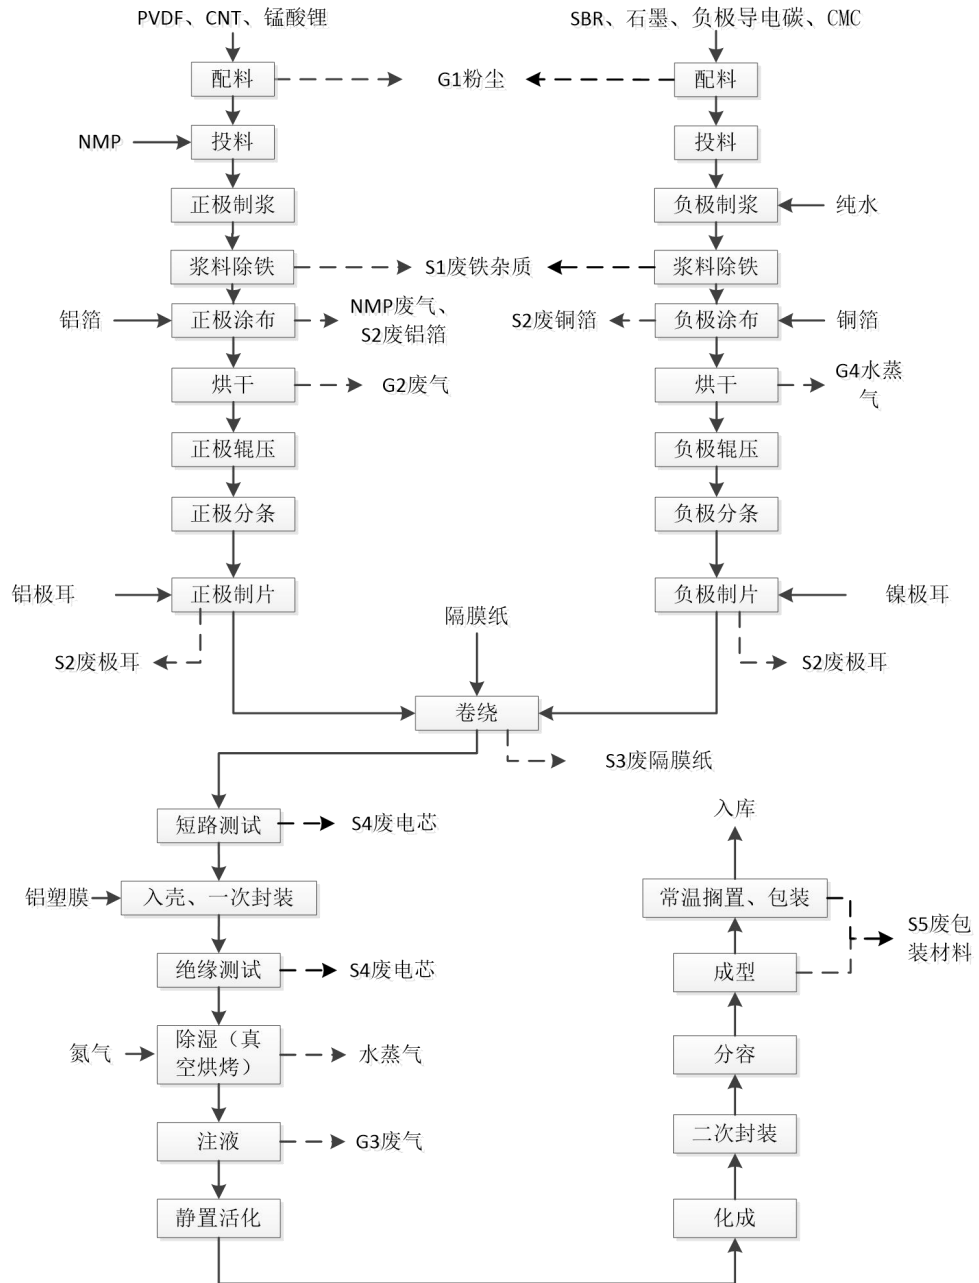 PVDF、CNT、锰酸锂
SBR、石墨、负极导电碳、CMC
配料
G1粉尘
配料
NMP
投料
投料
正极制浆
负极制浆
纯水
浆料除铁
S1废铁杂质
浆料除铁
铝箔
正极涂布
NMP废气、
S2废铝箔
S2废铜箔
负极涂布
铜箔
烘干
G2废气
烘干
G4水蒸
气
正极辊压
负极辊压
正极分条
负极分条
铝极耳
正极制片
负极制片
镍极耳
隔膜纸
S2废极耳
S2废极耳
卷绕
S3废隔膜纸
短路测试
S4废电芯
入库
铝塑膜
入壳、一次封装
常温搁置、包装
S5废包
装材料
绝缘测试
S4废电芯
成型
氮气
除湿（真
空烘烤）
水蒸气
分容
注液
G3废气
二次封装
静置活化
化成